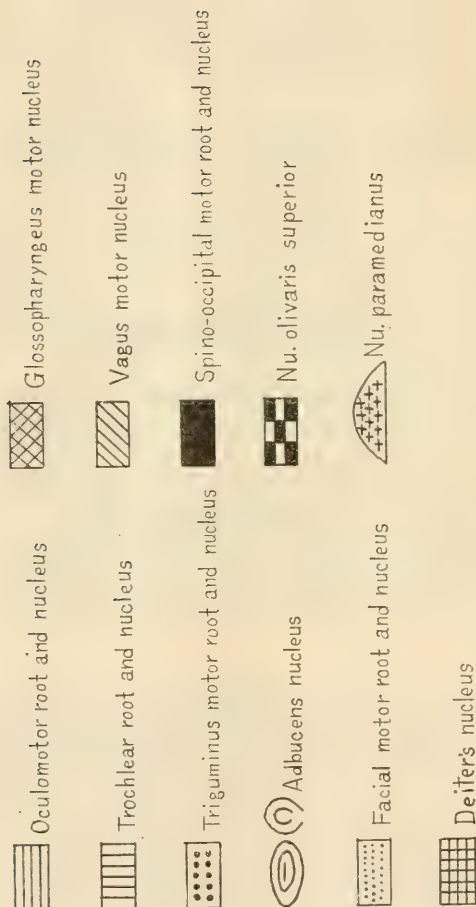 Oculomotor root and nucleus
Trochlear root and nucleus
Triguminus motor root and nucleus
Adbucens nucleus
Facial motor root and nucleus
Deiter's nucleus
Glossopharyngeus motor nucleus
Vagus motor nucleus
Spino-occipital motor root and nucleus
Nu. olivaris superior
Nu. paramedianus